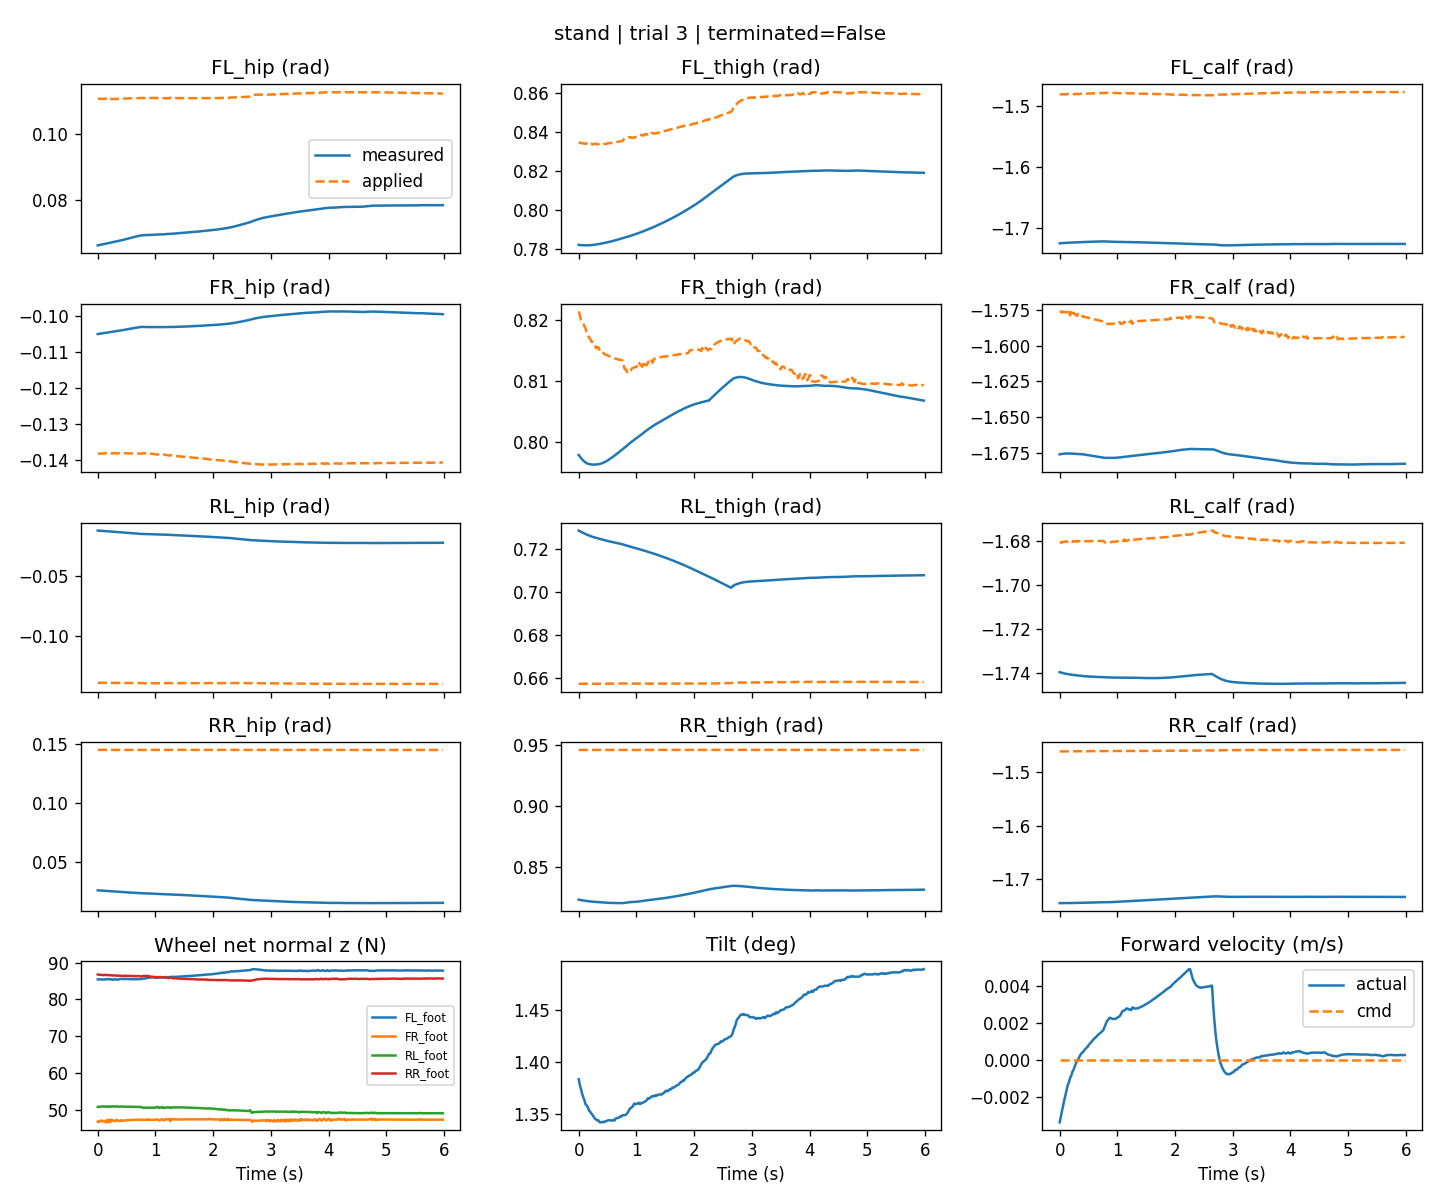 stand | trial 3 | terminated=False
FL_hip (rad)
0.10
0.08
measured
applied
FL_thigh (rad)
0.86
0.84
0.82
0.80
0.78
FL_calf (rad)
−1.5
−1.6
−1.7
FR_hip (rad)
−0.10
−0.11
−0.12
−0.13
−0.14
FR_thigh (rad)
0.82
0.81
0.80
FR_calf (rad)
−1.575
−1.600
−1.625
−1.650
−1.675
RL_hip (rad)
−0.05
−0.10
RL_thigh (rad)
0.72
0.70
0.68
0.66
RL_calf (rad)
−1.68
−1.70
−1.72
−1.74
RR_hip (rad)
0.15
0.10
0.05
RR_thigh (rad)
0.95
0.90
0.85
RR_calf (rad)
−1.5
−1.6
−1.7
Wheel net normal z (N)
90
80
70
60
50
FL_foot
FR_foot
RL_foot
RR_foot
0 1 2 3 4 5 6
Time (s)
Tilt (deg)
1.45
1.40
1.35
0 1 2 3 4 5 6
Time (s)
Forward velocity (m/s)
0.004
0.002
0.000
−0.002
actual
cmd
0 1 2 3 4 5 6
Time (s)